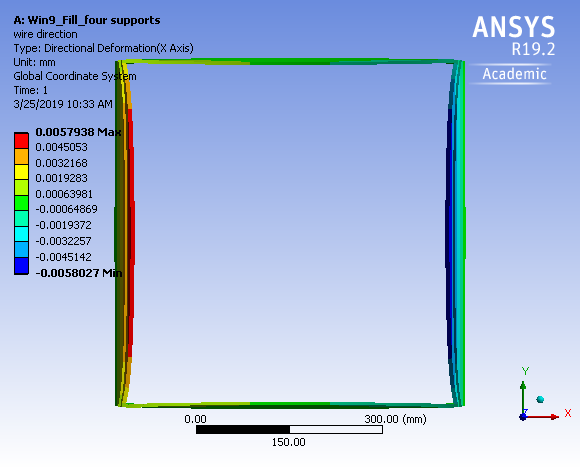 A: Win9_Fill_four supports
wire direction
Type: Directional Deformation(X Axis)
Unit: mm
Global Coordinate System
Time: 1
3/25/2019 10:33 AM
ANSYS
R19.2
Academic
0.0057938 Max
0.0045053
0.0032168
0.0019283
0.00063981
-0.00064869
-0.0019372
-0.0032257
-0.0045142
-0.0058027 Min
0.00
300.00 (mm)
150.00
Y
Z
X